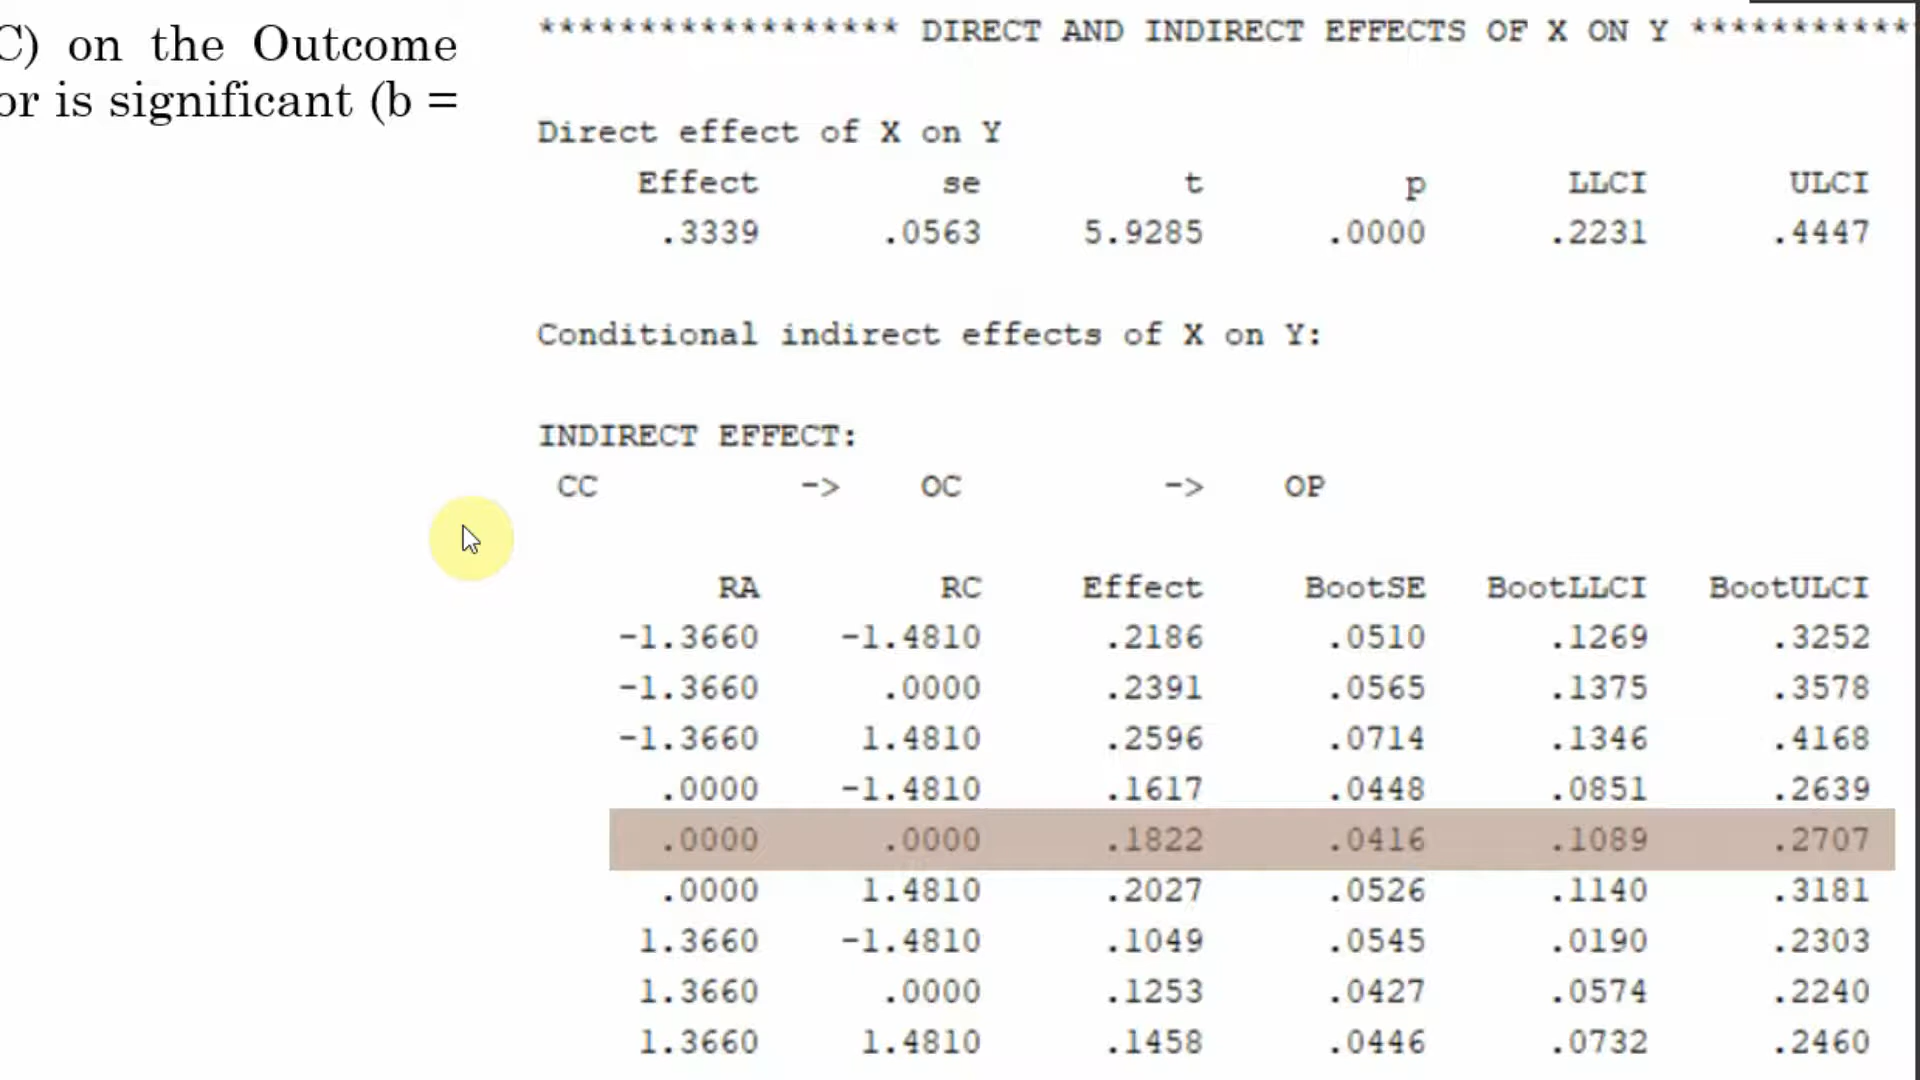 C) on the Outcome
or is significant (b =
****************** DIRECT AND INDIRECT EFFECTS OF X ON Y ***********
Direct effect of X on Y
Effect se t p LLCI ULCI
.3339 .0563 5.9285 .0000 .2231 .4447
Conditional indirect effects of X on Y:
INDIRECT EFFECT:
CC -> OC -> OP
RA RC Effect BootSE BootLLCI BootULCI
-1.3660 -1.4810 .2186 .0510 .1269 .3252
-1.3660 .0000 .2391 .0565 .1375 .3578
-1.3660 1.4810 .2596 .0714 .1346 .4168
.0000 -1.4810 .1617 .0448 .0851 .2639
.0000 .0000 .1822 .0416 .1089 .2707
.0000 1.4810 .2027 .0526 .1140 .3181
1.3660 -1.4810 .1049 .0545 .0190 .2303
1.3660 .0000 .1253 .0427 .0574 .2240
1.3660 1.4810 .1458 .0446 .0732 .2460